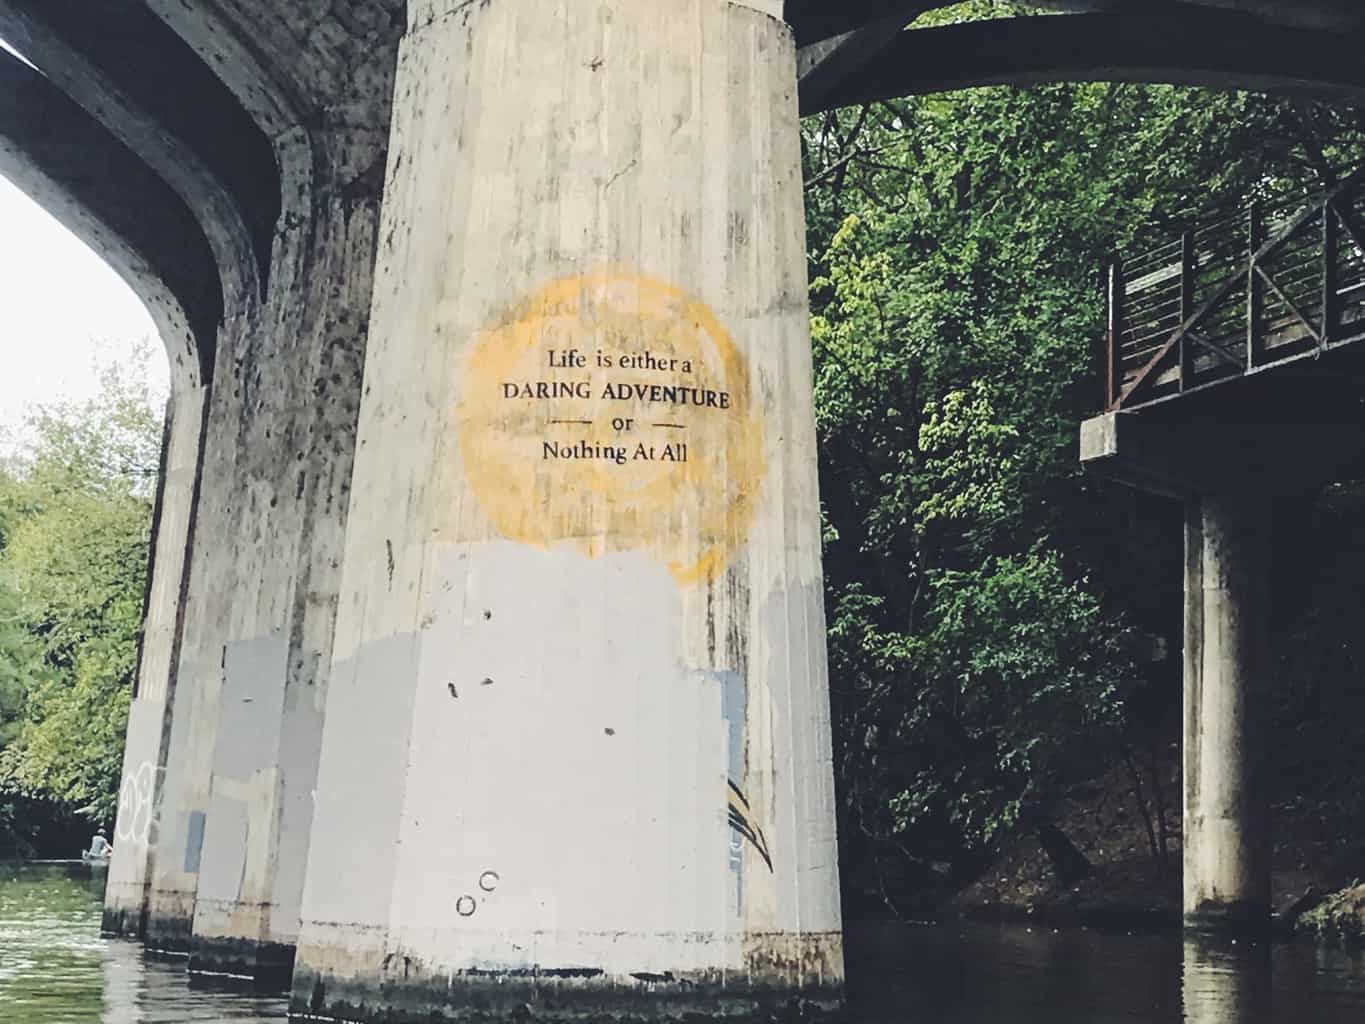 Life is either a
DARING ADVENTURE
or
Nothing At All